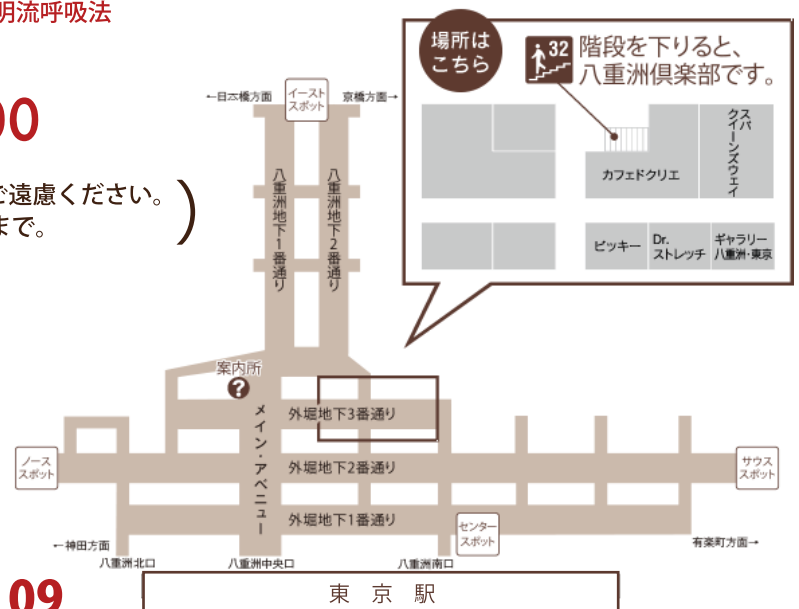 明流呼吸法
00
ご遠慮ください。
まで。
)
場所は
こちら
32
階段を下りると、
八重洲倶楽部です。
カフェドクリエ
スパ
クイーンズウェイ
ピッキー
Dr.
ストレッチ
ギャラリー
八重洲・東京
←日本橋方面
イースト
スポット
京橋方面→
八重洲地下1番通り
八重洲地下2番通り
案内所
?
メイン・アベニュー
外堀地下3番通り
外堀地下2番通り
外堀地下1番通り
ノース
スポット
サウス
スポット
センター
スポット
←神田方面
有楽町方面→
八重洲北口
八重洲中央口
八重洲南口
東 京 駅
09